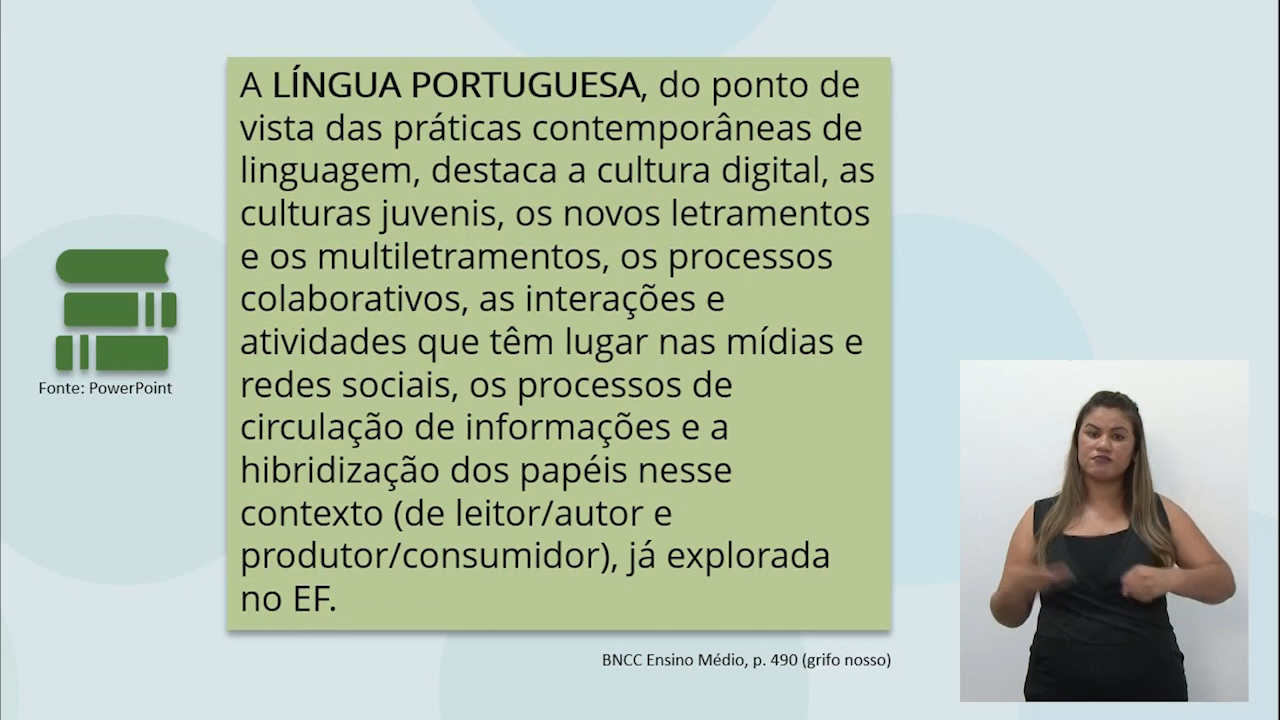 A LÍNGUA PORTUGUESA, do ponto de
vista das práticas contemporâneas de
linguagem, destaca a cultura digital, as
culturas juvenis, os novos letramentos
e os multiletramentos, os processos
colaborativos, as interações e
atividades que têm lugar nas mídias e
redes sociais, os processos de
circulação de informações e a
hibridização dos papéis nesse
contexto (de leitor/autor e
produtor/consumidor), já explorada
no EF.
Fonte: PowerPoint
BNCC Ensino Médio, p. 490 (grifo nosso)